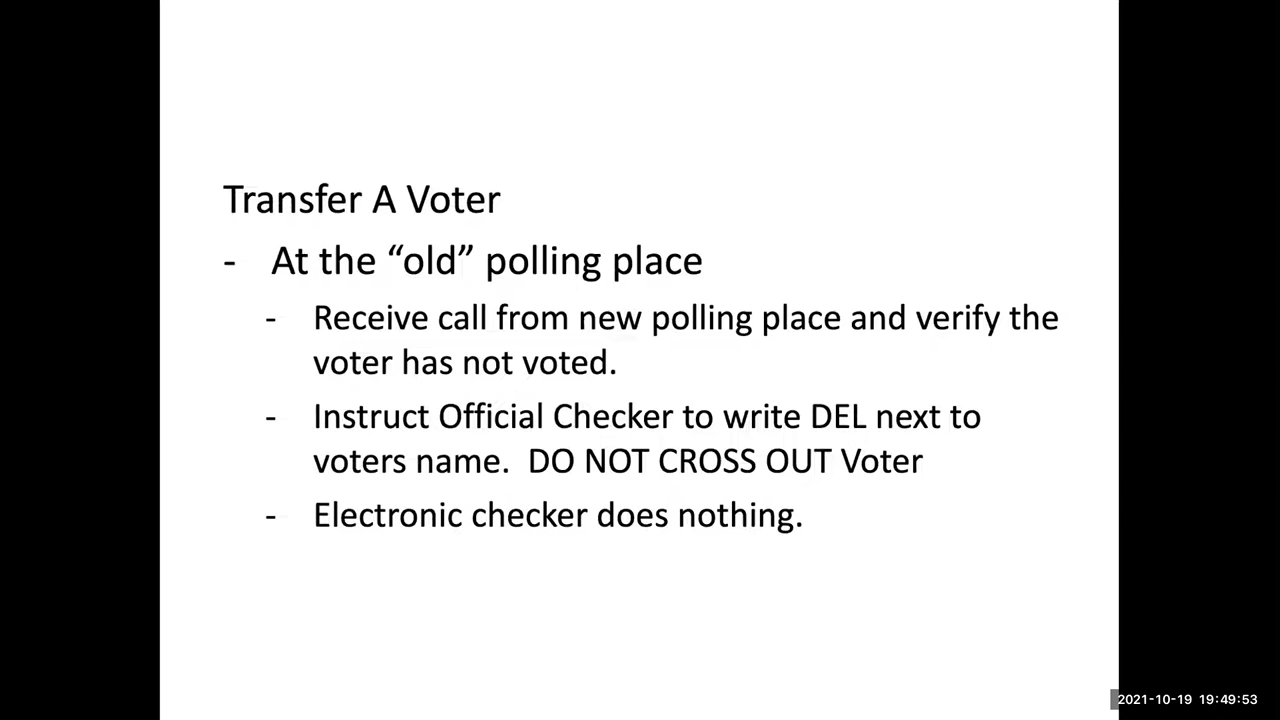 Transfer A Voter
- At the “old” polling place
- Receive call from new polling place and verify the
voter has not voted.
- Instruct Official Checker to write DEL next to
voters name.  DO NOT CROSS OUT Voter
- Electronic checker does nothing.
2021-10-19 19:49:53